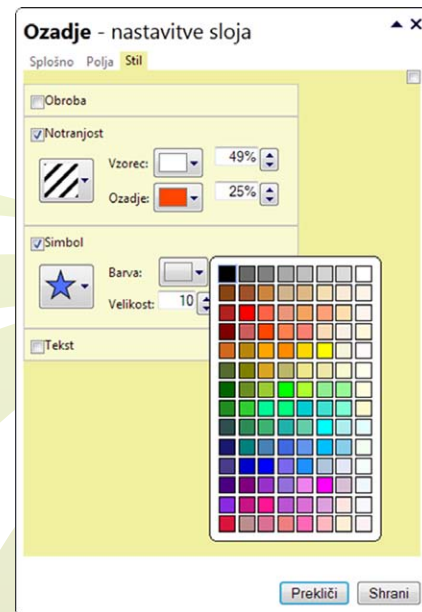 Ozadje - nastavitve sloja
Splošno Polja Stil
Obroba
Notranjost
Vzorec: 49%
Ozadje: 25%
Simbol
Barva:
Velikost: 10
Tekst
Prekliči Shrani